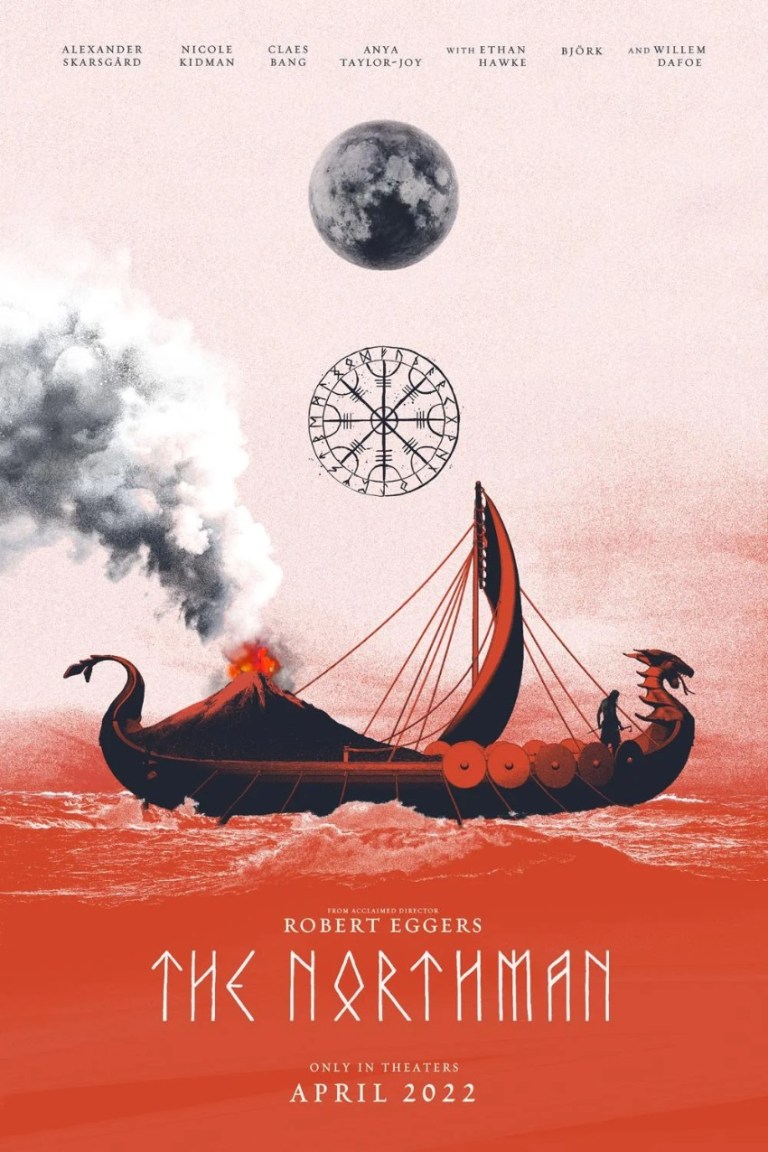 ALEXANDER SKARSGÅRD
NICOLE KIDMAN
CLAES BANG
ANYA TAYLOR-JOY
WITH ETHAN HAWKE
BJÖRK
AND WILLEM DAFOE
FROM ACCLAIMED DIRECTOR
ROBERT EGGERS
THE NORTHMAN
ONLY IN THEATERS
APRIL 2022